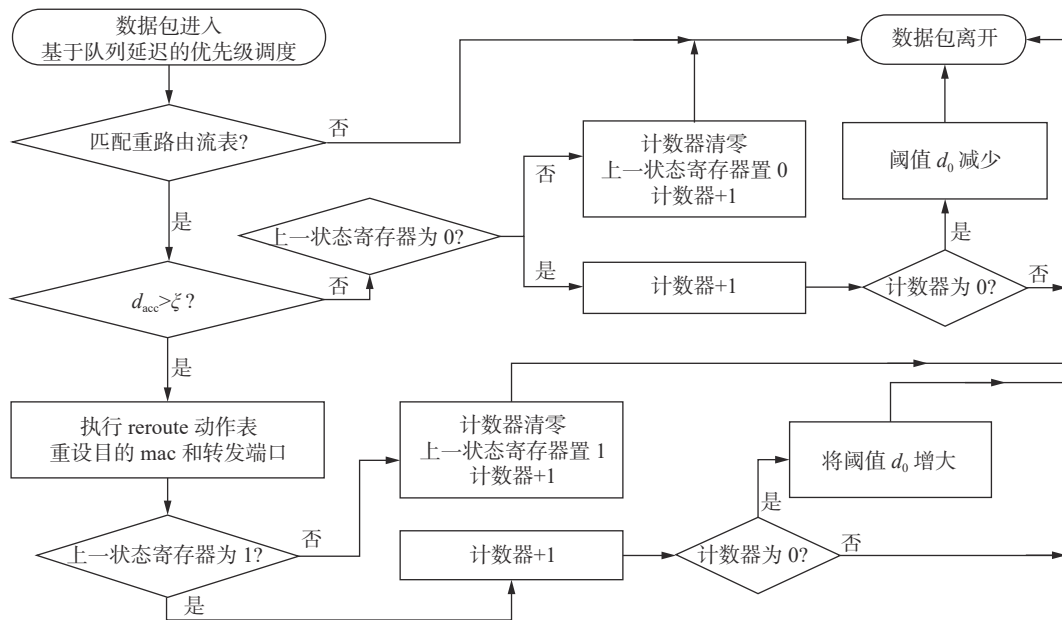 数据包进入
基于队列延迟的优先级调度
数据包离开
匹配重路由流表?
否
计数器清零
上一状态寄存器置 0
计数器+1
阈值 d₀ 减少
否
是
是
上一状态寄存器为 0?
是
d_acc>ξ?
否
计数器+1
计数器为 0?
否
是
执行 reroute 动作表
重设目的 mac 和转发端口
计数器清零
上一状态寄存器置 1
计数器+1
将阈值 d₀ 增大
是
上一状态寄存器为 1?
否
计数器+1
计数器为 0?
否
是